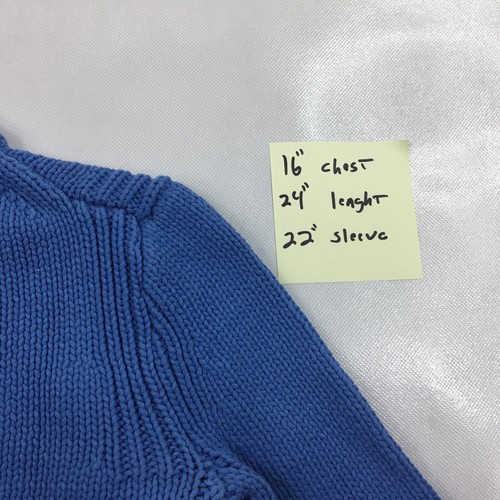 16" chest
24" lenght
22" sleeve